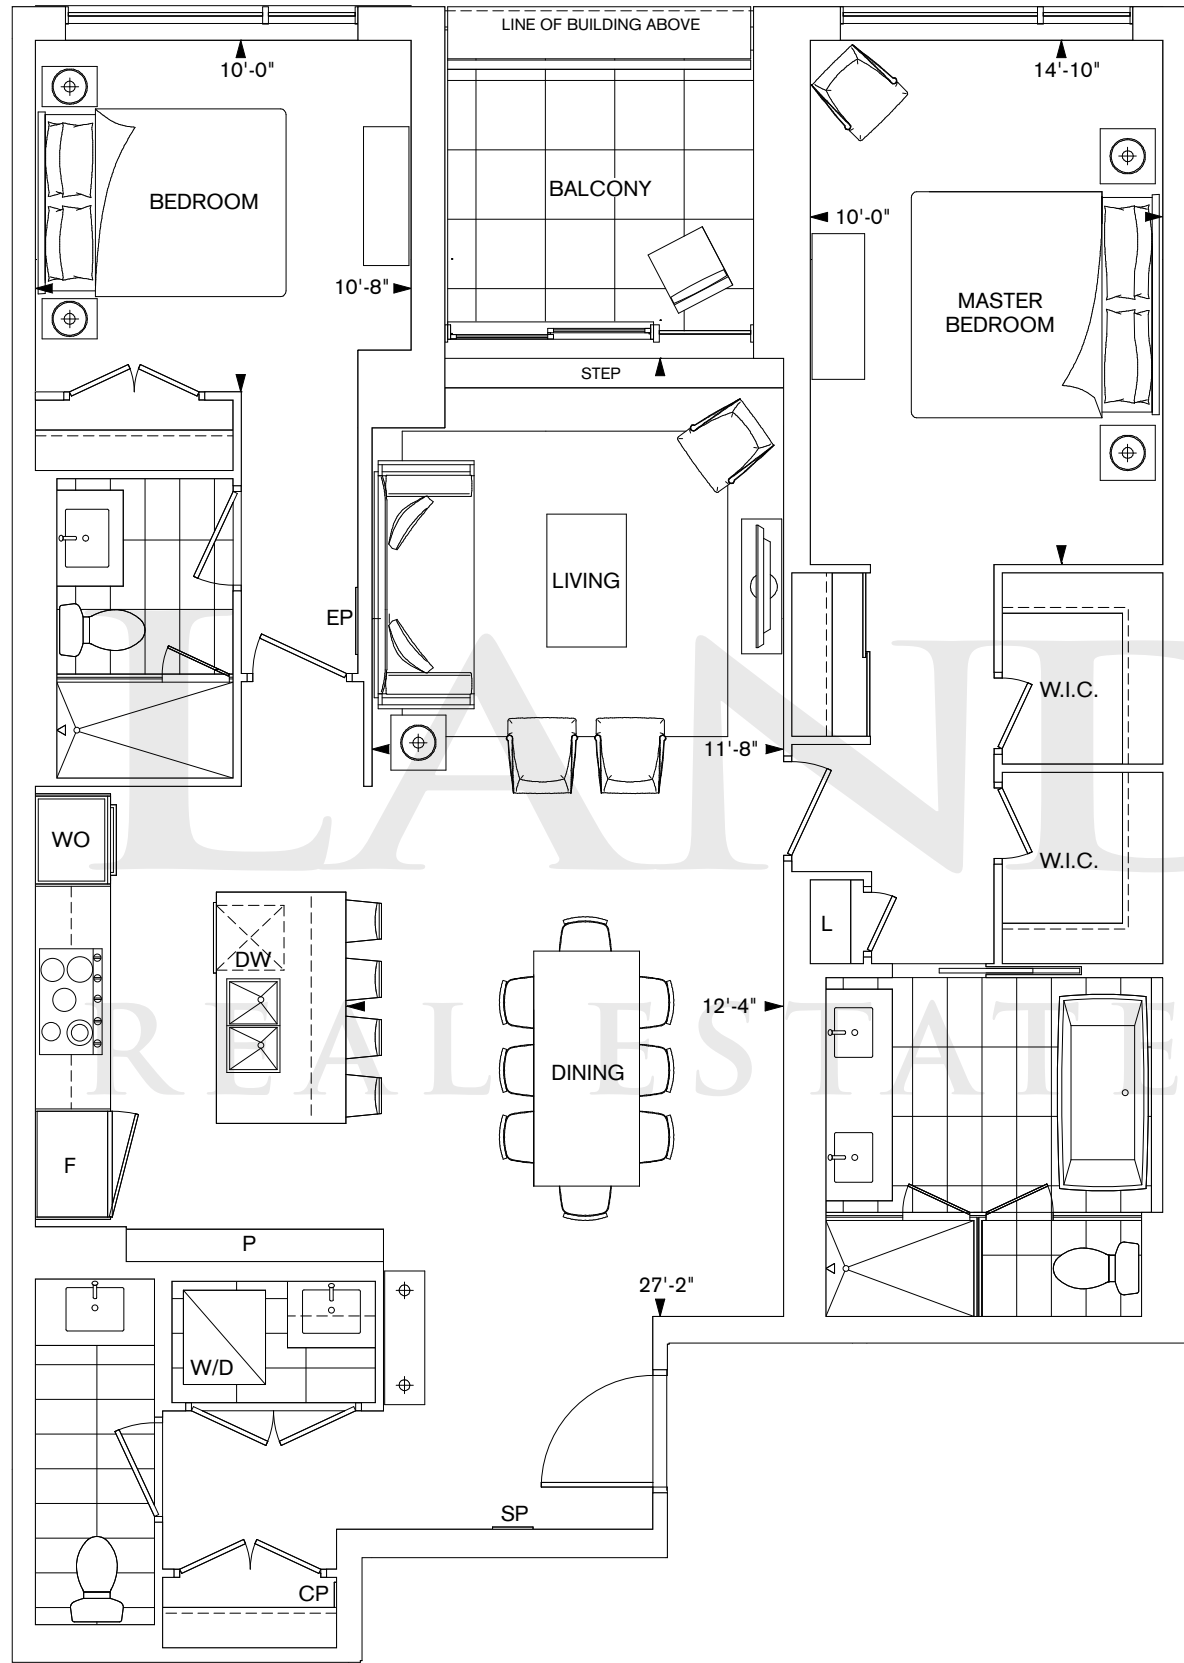 LINE OF BUILDING ABOVE
10'-0"
14'-10"
BEDROOM
BALCONY
10'-0"
10'-8"
MASTER
BEDROOM
STEP
LIVING
EP
W.I.C.
11'-8"
WO
W.I.C.
L
DW
12'-4"
DINING
F
P
27'-2"
W/D
SP
CP
LAND
REAL ESTATE